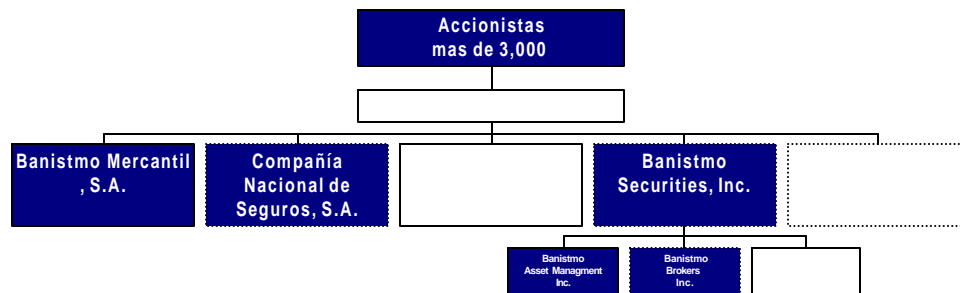 Accionistas
mas de 3,000
Banistmo Mercantil
, S.A.
Compañía
Nacional de
Seguros, S.A.
Banistmo
Securities, Inc.
Banistmo
Asset Managment
Inc.
Banistmo
Brokers
Inc.